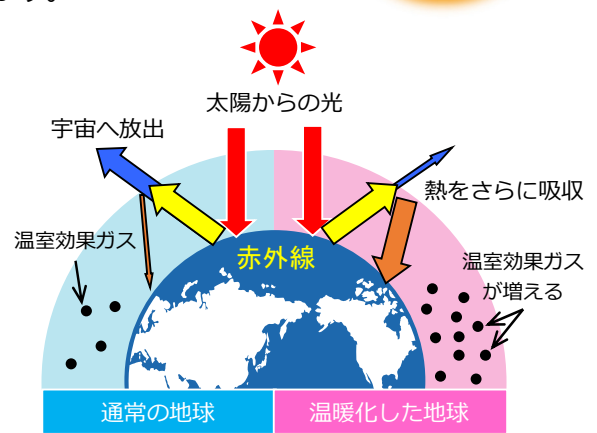 ます。
太陽からの光
宇宙へ放出
熱をさらに吸収
温室効果ガス
赤外線
温室効果ガス
が増える
通常の地球
温暖化した地球